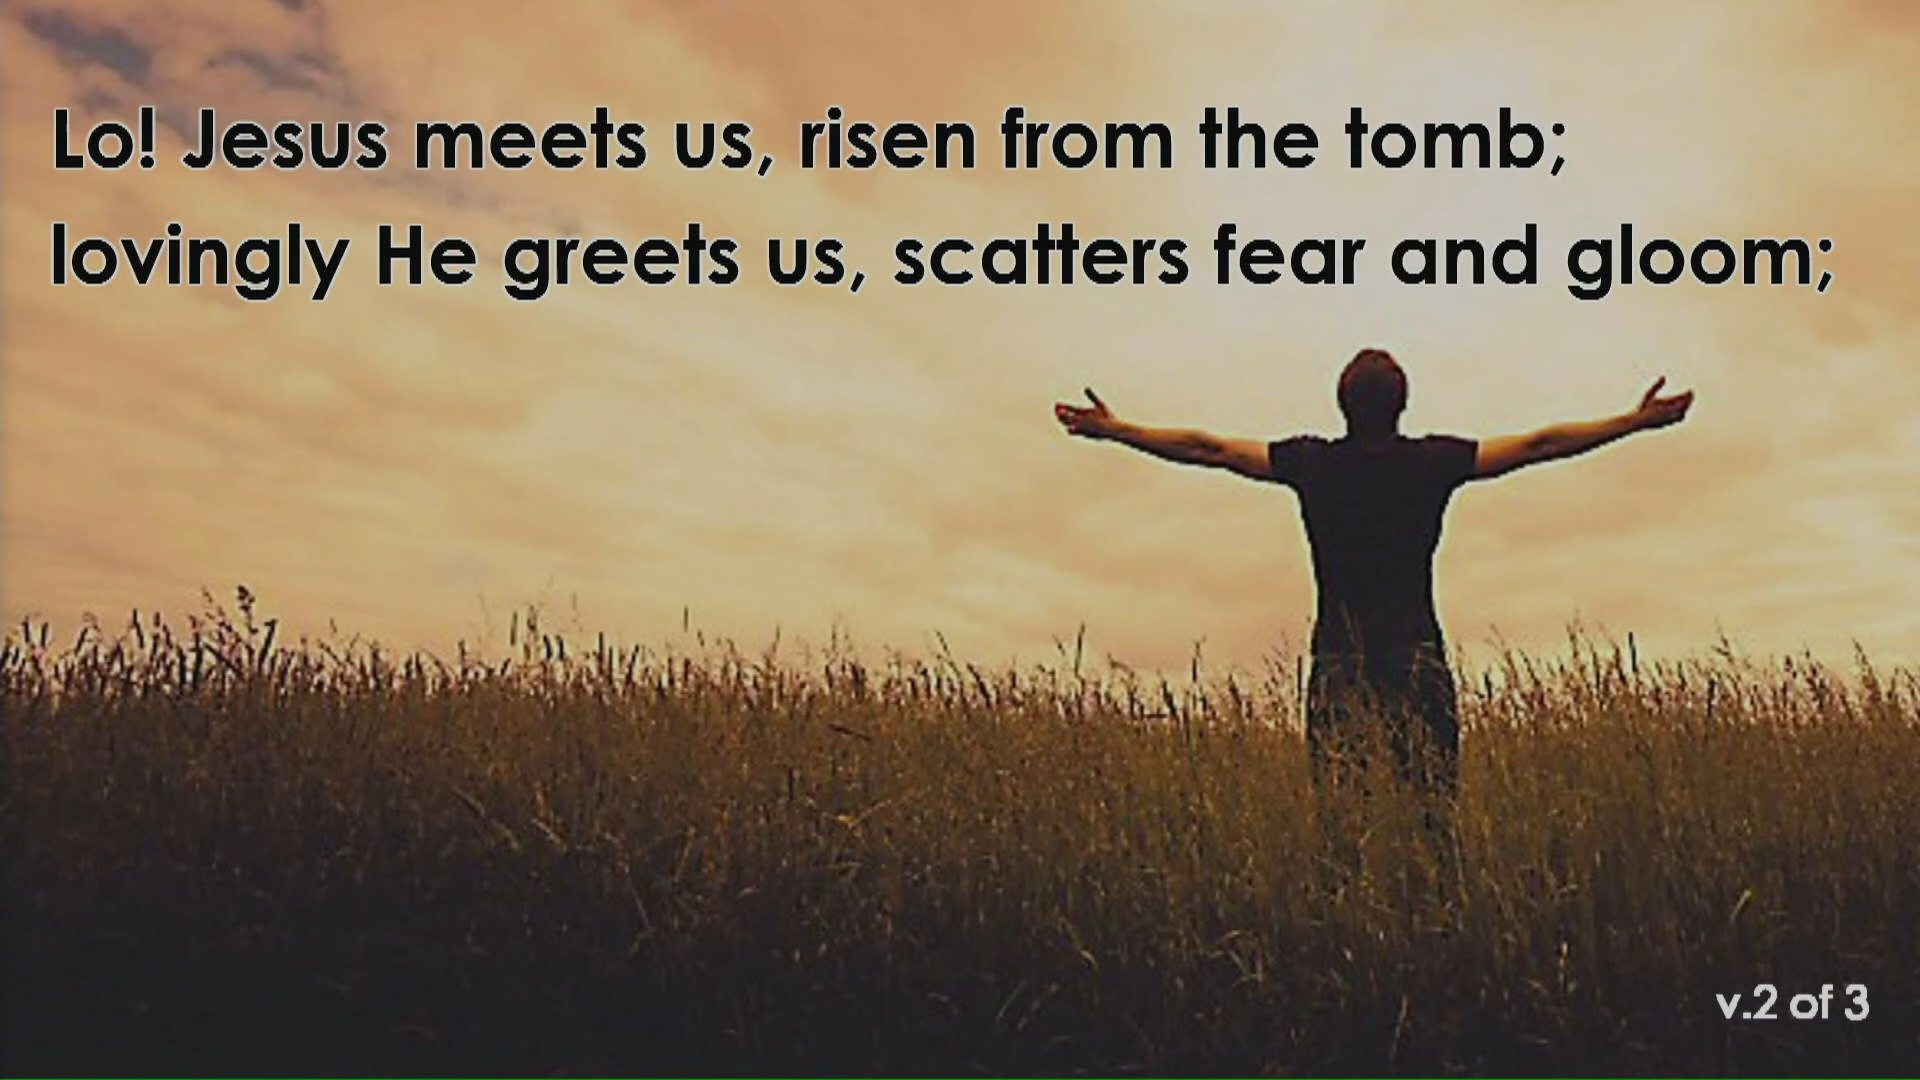 Lo! Jesus meets us, risen from the tomb;
lovingly He greets us, scatters fear and gloom;
v.2 of 3